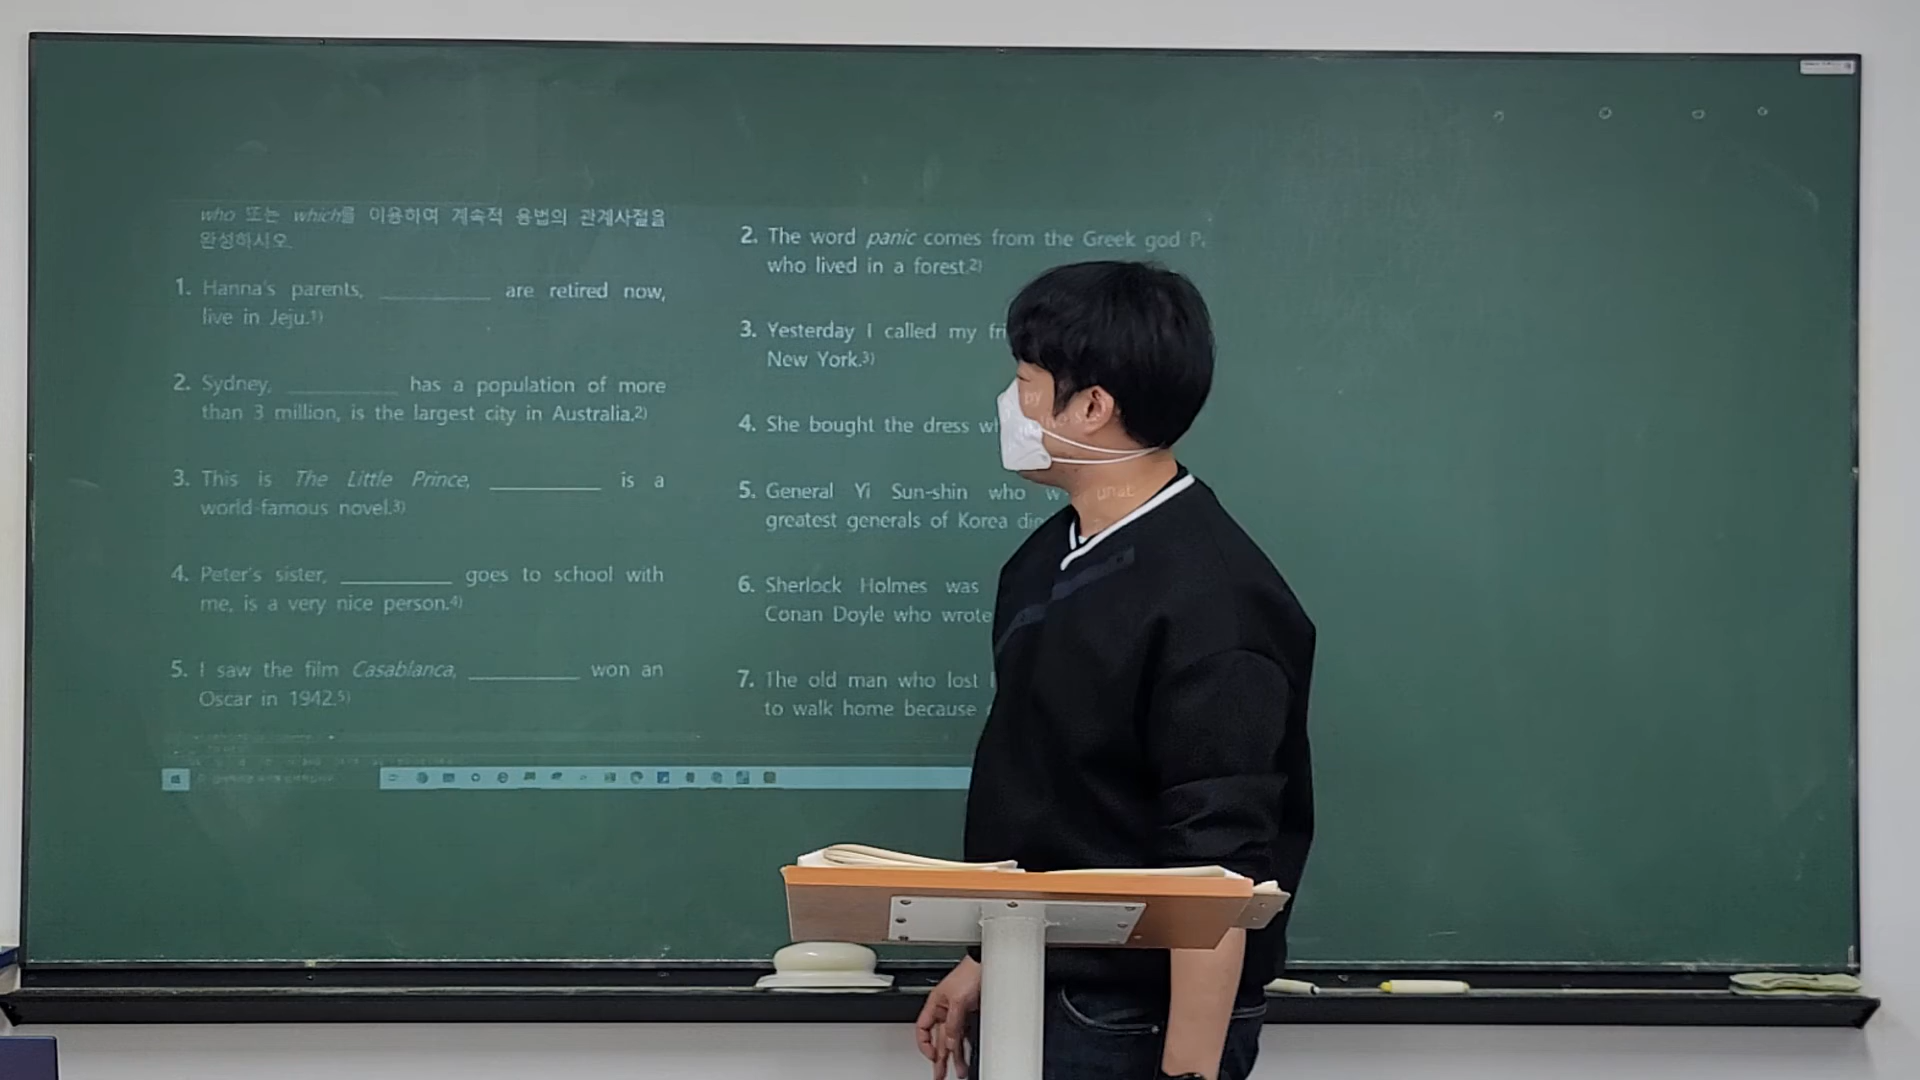 who 또는 which를 이용하여 계속적 용법의 관계사절을
완성하시오.
1. Hanna's parents, __________ are retired now,
live in Jeju.1)
2. Sydney, __________ has a population of more
than 3 million, is the largest city in Australia.2)
3. This is The Little Prince, __________ is a
world-famous novel.3)
4. Peter's sister, __________ goes to school with
me, is a very nice person.4)
5. I saw the film Casablanca, __________ won an
Oscar in 1942.5)
2. The word panic comes from the Greek god
who lived in a forest.2)
3. Yesterday I called my
New York.3)
4. She bought the dress
5. General Yi Sun-shin who
greatest generals of Korea
6. Sherlock Holmes was
Conan Doyle who wrote
7. The old man who lost
to walk home because